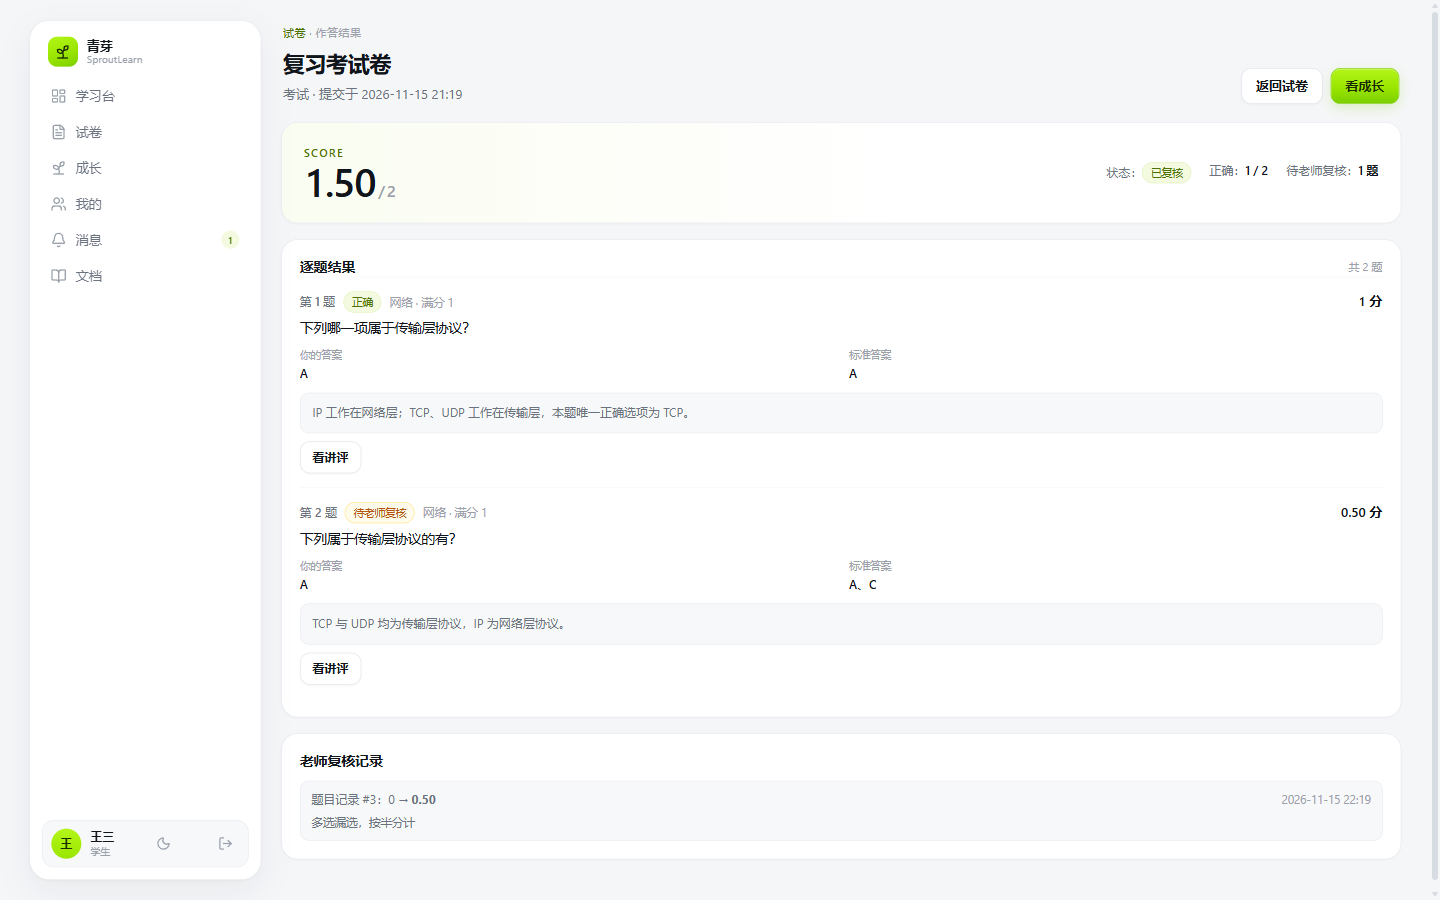 青芽
SproutLearn
学习台
试卷
成长
我的
消息 1
文档
王 王三
学生
试卷 · 作答结果
复习考试卷
考试 · 提交于 2026-11-15 21:19
返回试卷 看成长
SCORE
1.50 / 2
状态： 已复核 正确：1 / 2 待老师复核：1 题
逐题结果 共 2 题
第 1 题 正确 网络 · 满分 1 1 分
下列哪一项属于传输层协议？
你的答案 标准答案
A A
IP 工作在网络层；TCP、UDP 工作在传输层，本题唯一正确选项为 TCP。
看讲评
第 2 题 待老师复核 网络 · 满分 1 0.50 分
下列属于传输层协议的有？
你的答案 标准答案
A A、C
TCP 与 UDP 均为传输层协议，IP 为网络层协议。
看讲评
老师复核记录
题目记录 #3：0 → 0.50 2026-11-15 22:19
多选漏选，按半分计